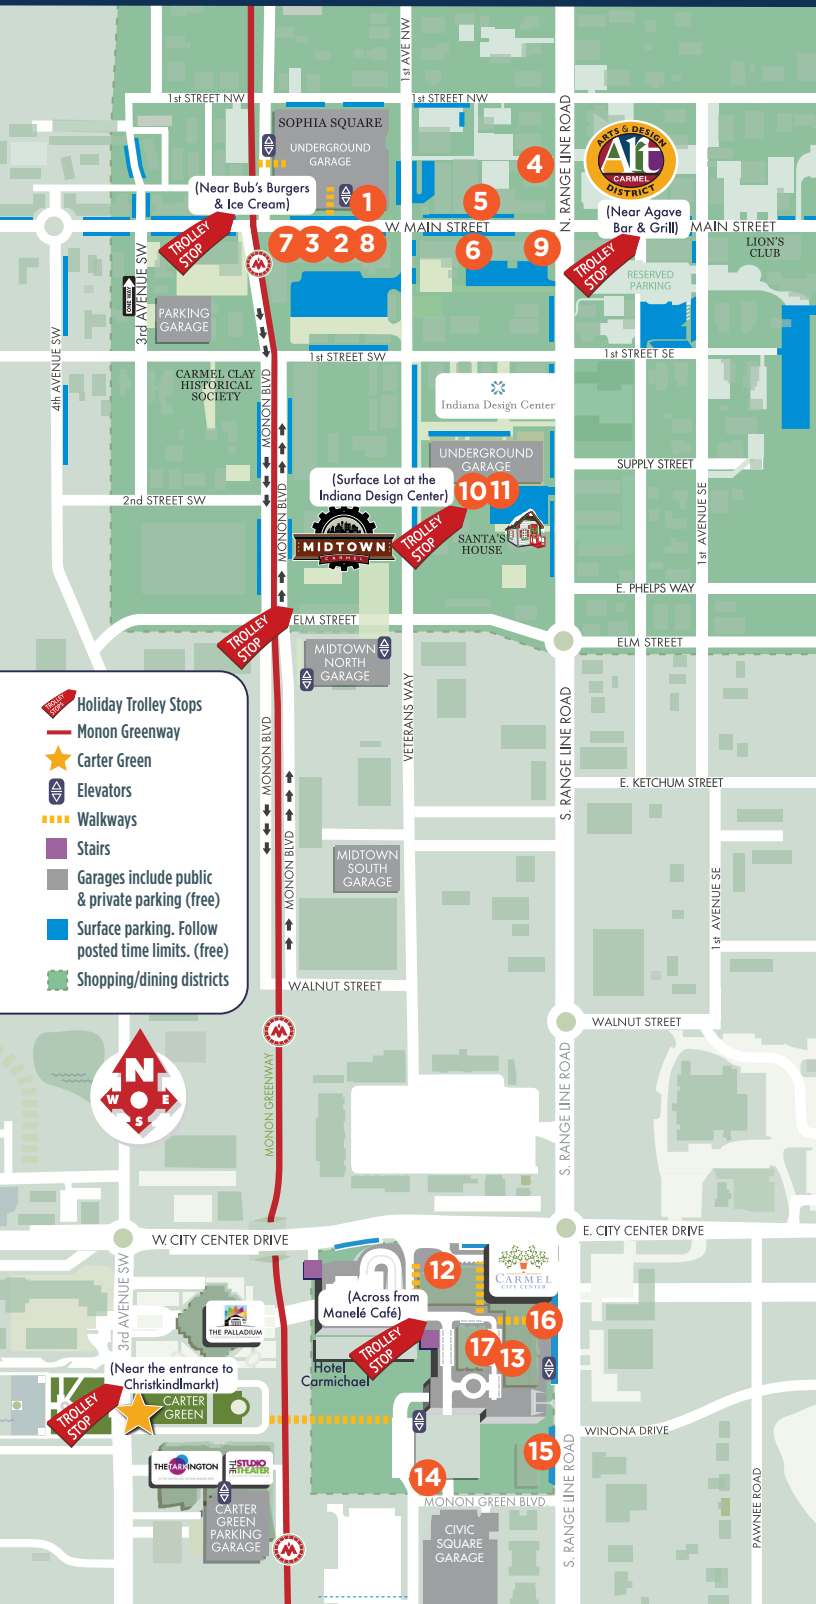 1st AVE NW
1st STREET NW
1st STREET NW
SOPHIA SQUARE
UNDERGROUND
GARAGE
N. RANGE LINE ROAD
ARTS & DESIGN
Art
CARMEL
DISTRICT
4
(Near Bub's Burgers
& Ice Cream)
TROLLEY
STOP
1
5
(Near Agave
Bar & Grill)
TROLLEY
STOP
W. MAIN STREET
MAIN STREET
LION'S
CLUB
7
3
2
8
6
9
RESERVED
PARKING
3rd AVENUE SW
ONE WAY
PARKING
GARAGE
4th AVENUE SW
1st STREET SW
1st STREET SE
CARMEL CLAY
HISTORICAL
SOCIETY
MONON BLVD
Indiana Design Center
UNDERGROUND
GARAGE
SUPPLY STREET
(Surface Lot at the
Indiana Design Center)
10
11
2nd STREET SW
MONON BLVD
MIDTOWN
CARMEL
TROLLEY
STOP
SANTA'S
HOUSE
1st AVENUE SE
E. PHELPS WAY
ELM STREET
ELM STREET
TROLLEY
STOP
MIDTOWN
NORTH
GARAGE
VETERANS WAY
S. RANGE LINE ROAD
TROLLEY
STOPS
Holiday Trolley Stops
Monon Greenway
Carter Green
Elevators
Walkways
Stairs
Garages include public
& private parking (free)
Surface parking. Follow
posted time limits. (free)
Shopping/dining districts
MONON BLVD
MONON BLVD
E. KETCHUM STREET
MIDTOWN
SOUTH
GARAGE
1st AVENUE SE
WALNUT STREET
WALNUT STREET
N
W
E
S
MONON GREENWAY
S. RANGE LINE ROAD
W. CITY CENTER DRIVE
E. CITY CENTER DRIVE
3rd AVENUE SW
12
CARMEL
CITY CENTER
(Across from
Manelé Café)
TROLLEY
STOP
THE PALLADIUM
16
17
13
Hotel
Carmichael
(Near the entrance to
Christkindlmarkt)
TROLLEY
STOP
CARTER
GREEN
WINONA DRIVE
15
THE TARKINGTON
THE STUDIO
THEATER
14
MONON GREEN BLVD.
CARTER
GREEN
PARKING
GARAGE
CIVIC
SQUARE
GARAGE
S. RANGE LINE ROAD
PAWNEE ROAD